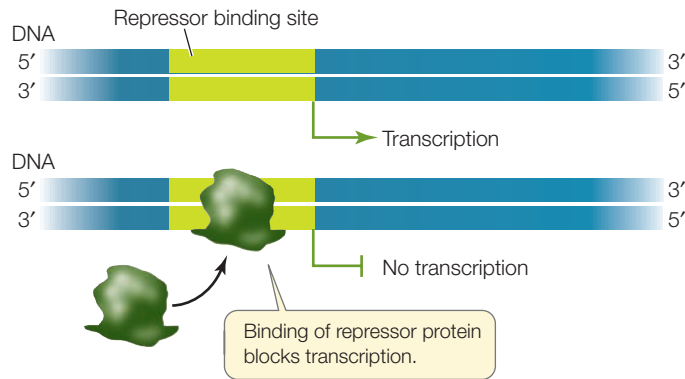 Repressor binding site
DNA
5′ 3′
3′ 5′
Transcription
DNA
5′ 3′
3′ 5′
No transcription
Binding of repressor protein
blocks transcription.